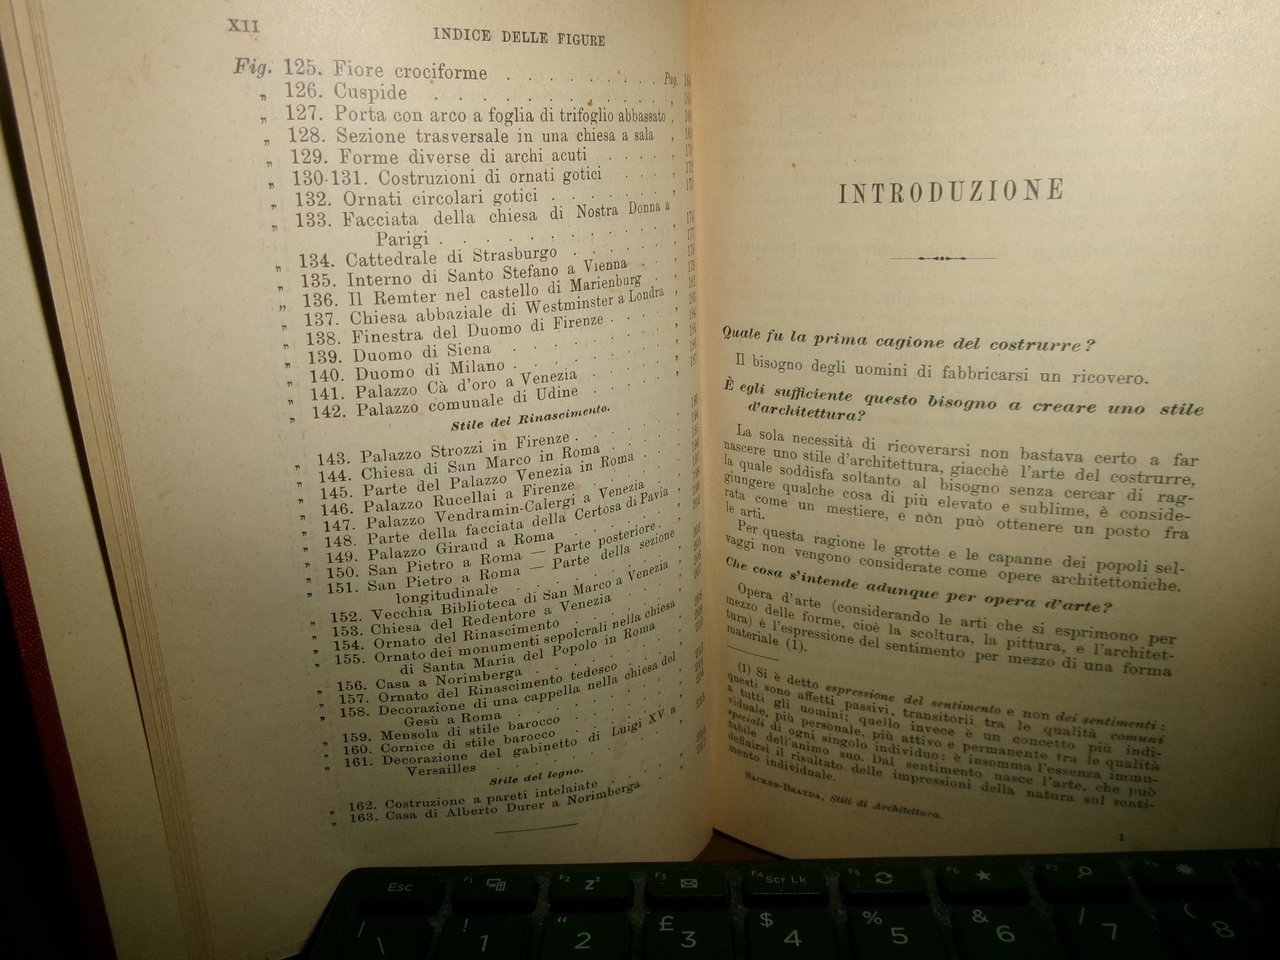 XII
INDICE DELLE FIGURE
Fig. 125. Fiore crociforme . . . . . . . . . Pag.
„ 126. Cuspide . . . . . . . . . . . . „
„ 127. Porta con arco a foglia di trifoglio abbassato „
„ 128. Sezione trasversale in una chiesa a sala „
„ 129. Forme diverse di archi acuti . . . . „
„ 130-131. Costruzioni di ornati gotici . . . „
„ 132. Ornati circolari gotici . . . . . . „
„ 133. Facciata della chiesa di Nostra Donna a
Parigi . . . . . . . . . . „
„ 134. Cattedrale di Strasburgo . . . . „
„ 135. Interno di Santo Stefano a Vienna . . „
„ 136. Il Remter nel castello di Marienburg . „
„ 137. Chiesa abbaziale di Westminster a Londra „
„ 138. Finestra del Duomo di Firenze . . . „
„ 139. Duomo di Siena . . . . . . . „
„ 140. Duomo di Milano . . . . . . . „
„ 141. Palazzo Cà d'oro a Venezia . . . . „
„ 142. Palazzo comunale di Udine . . . . „
Stile del Rinascimento.
„ 143. Palazzo Strozzi in Firenze . . . . . „
„ 144. Chiesa di San Marco in Roma . . . „
„ 145. Parte del Palazzo Venezia in Roma . . „
„ 146. Palazzo Rucellai a Firenze . . . . „
„ 147. Palazzo Vendramin-Calergi a Venezia . „
„ 148. Parte della facciata della Certosa di Pavia „
„ 149. Palazzo Giraud a Roma . . . . . „
„ 150. San Pietro a Roma — Parte posteriore. „
„ 151. San Pietro a Roma — Parte della sezione
longitudinale . . . . . . . „
„ 152. Vecchia Biblioteca di San Marco a Venezia „
„ 153. Chiesa del Redentore a Venezia . . . „
„ 154. Ornato del Rinascimento . . . . . „
„ 155. Ornato dei monumenti sepolcrali nella chiesa
di Santa Maria del Popolo in Roma „
„ 156. Casa a Norimberga . . . . . . „
„ 157. Ornato del Rinascimento tedesco . . . „
„ 158. Decorazione di una cappella nella chiesa del
Gesù a Roma . . . . . . . „
„ 159. Mensola di stile barocco . . . . . „
„ 160. Cornice di stile barocco . . . . . „
„ 161. Decorazione del gabinetto di Luigi XV a
Versailles . . . . . . . . „
Stile del legno.
„ 162. Costruzione a pareti intelaiate . . . . „
„ 163. Casa di Alberto Durer a Norimberga . „
INTRODUZIONE
Quale fu la prima cagione del costrurre?
Il bisogno degli uomini di fabbricarsi un ricovero.
È egli sufficiente questo bisogno a creare uno stile
d'architettura?
La sola necessità di ricoverarsi non bastava certo a far
nascere uno stile d'architettura, giacchè l'arte del costrurre,
la quale soddisfa soltanto al bisogno senza cercar di rag-
giungere qualche cosa di più elevato e sublime, è conside-
rata come un mestiere, e non può ottenere un posto fra
le arti.
Per questa ragione le grotte e le capanne dei popoli sel-
vaggi non vengono considerate come opere architettoniche.
Che cosa s'intende adunque per opera d'arte?
Opera d'arte (considerando le arti che si esprimono per
mezzo delle forme, cioè la scoltura, la pittura, e l'architet-
tura) è l'espressione del sentimento per mezzo di una forma
materiale (1).
(1) Si è detto espressione del sentimento e non dei sentimenti:
questi sono affetti passivi, transitorii tra le qualità comuni
a tutti gli uomini; quello invece è un concetto più indi-
viduale, più personale, più attivo e permanente tra le qualità
speciali di ogni singolo individuo: è insomma l'essenza immu-
tabile dell'animo suo. Dal sentimento nasce l'arte, che può
definirsi il risultato delle impressioni della natura sul senti-
mento individuale.
SACKEN-BRAYDA, Stili di Architettura.
1
Esc
F1
F2 Zz
F3
F4 Scr Lk
F5
F6
F7
\
! 1
" 2
£ 3
$ 4
% 5
& 6
/ 7
( 8